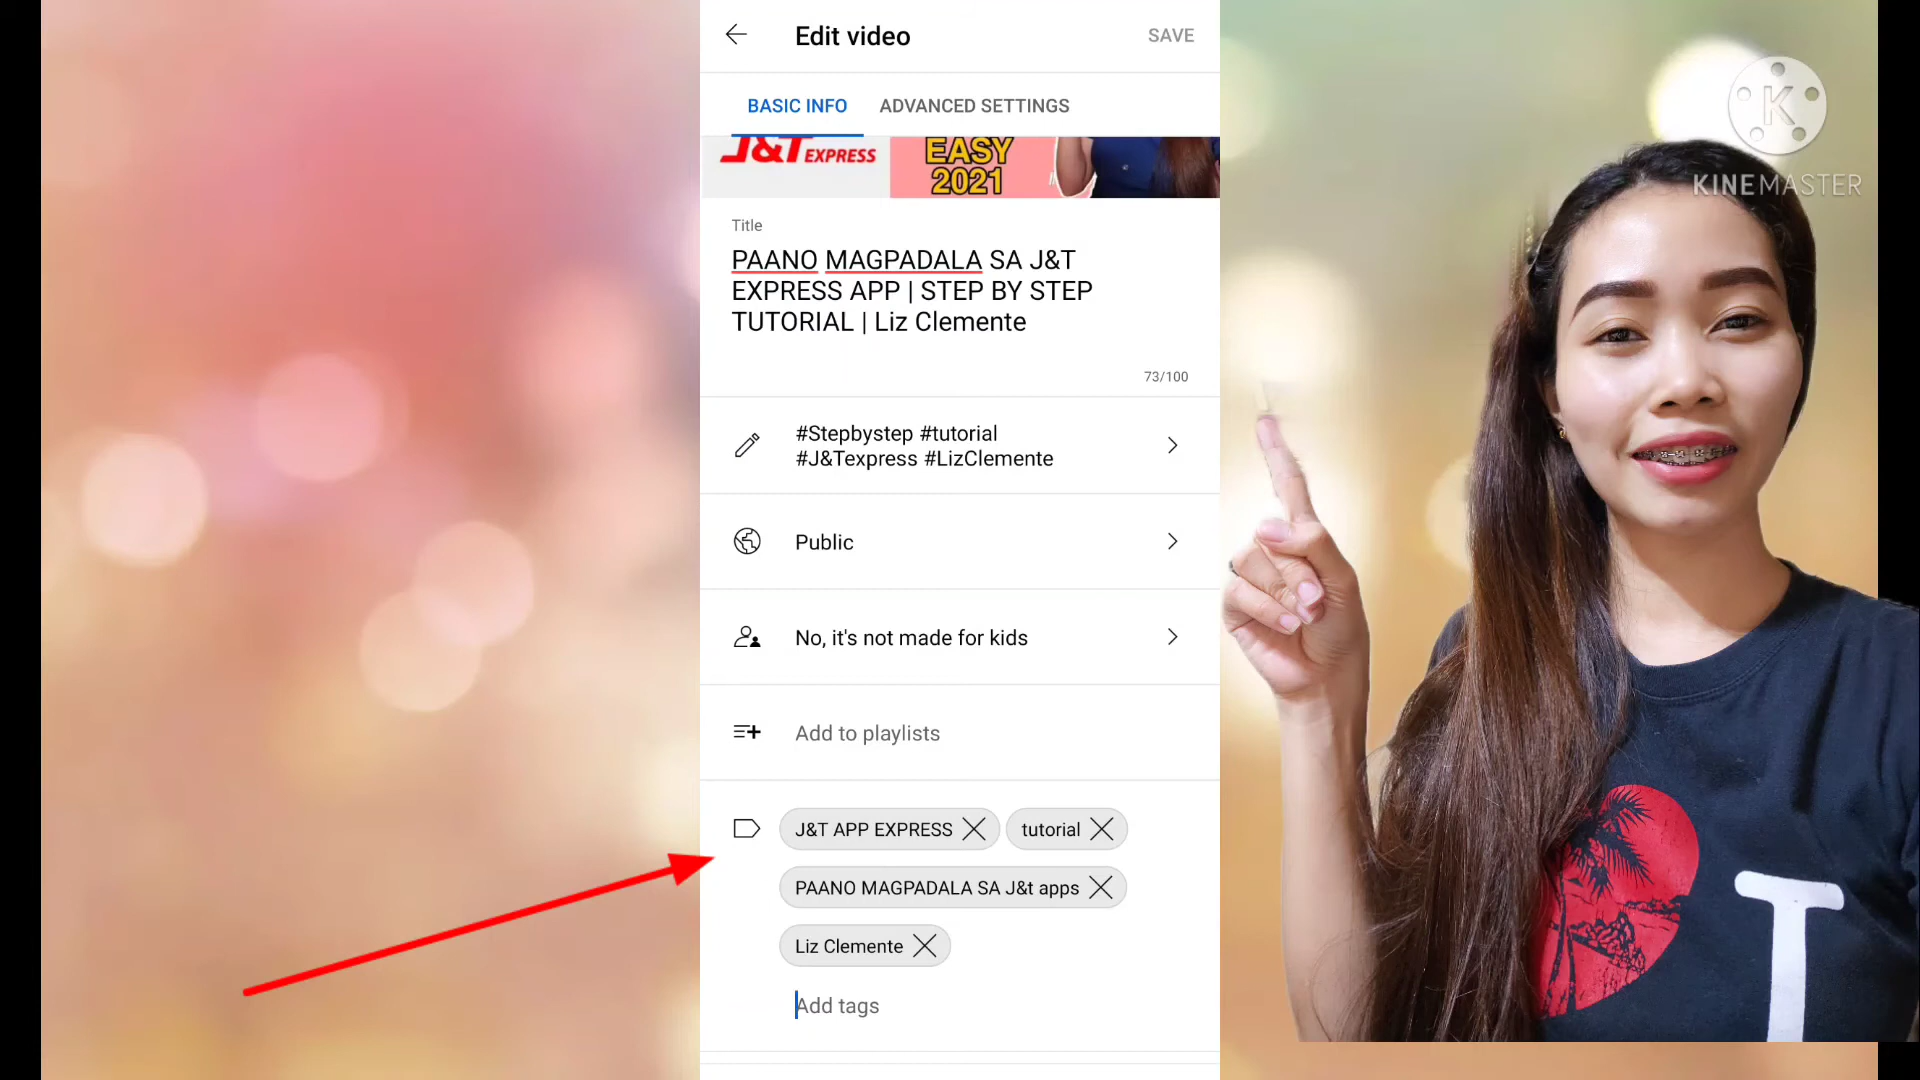 Edit video
SAVE
BASIC INFO
ADVANCED SETTINGS
J&T EXPRESS
EASY
2021
Title
PAANO MAGPADALA SA J&T
EXPRESS APP | STEP BY STEP
TUTORIAL | Liz Clemente
73/100
#Stepbystep #tutorial
#J&Texpress #LizClemente
Public
No, it's not made for kids
Add to playlists
J&T APP EXPRESS
tutorial
PAANO MAGPADALA SA J&t apps
Liz Clemente
Add tags
K
KINEMASTER
I